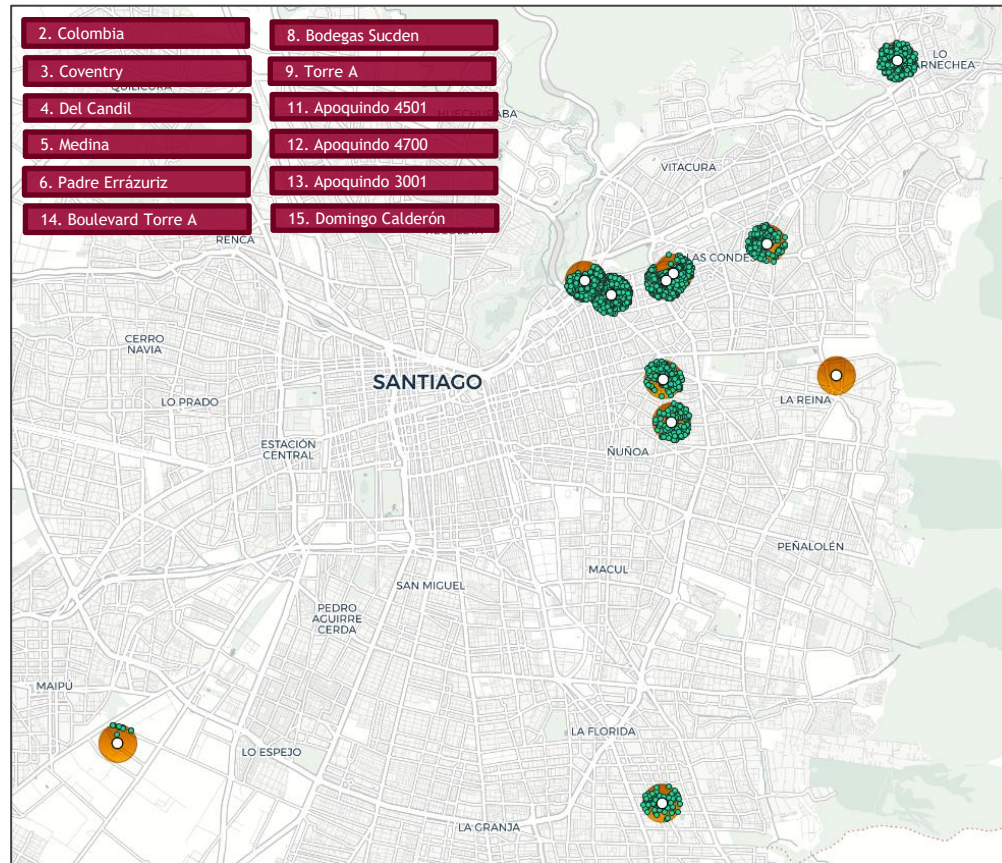 2. Colombia
3. Coventry
4. Del Candil
5. Medina
6. Padre Errázuriz
14. Boulevard Torre A
8. Bodegas Sucden
9. Torre A
11. Apoquindo 4501
12. Apoquindo 4700
13. Apoquindo 3001
15. Domingo Calderón
LO
ARNECHEA
VITACURA
RENCA
LAS CONDES
CERRO
NAVIA
SANTIAGO
LO PRADO
LA REINA
ESTACIÓN
CENTRAL
ÑUÑOA
PEÑALOLÉN
MACUL
SAN MIGUEL
PEDRO
AGUIRRE
CERDA
MAIPÚ
LA FLORIDA
LO ESPEJO
LA GRANJA